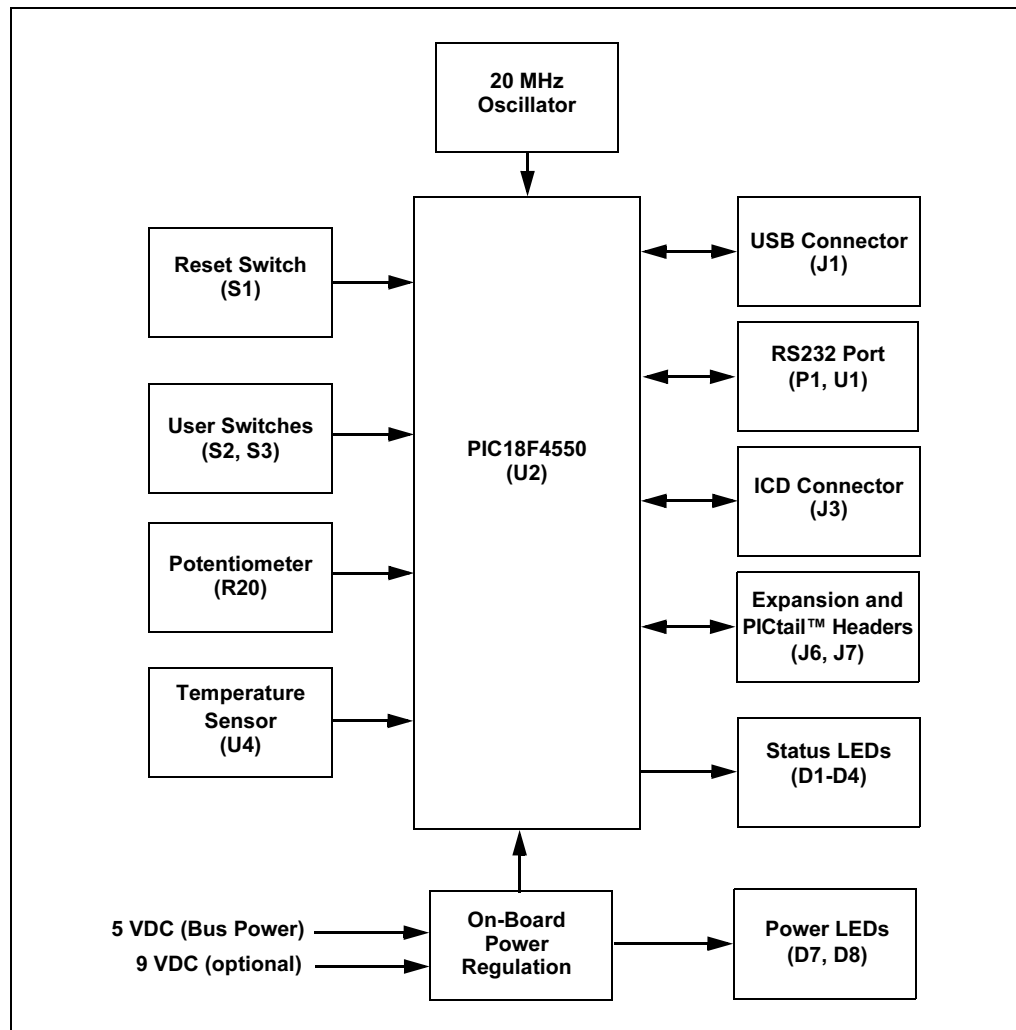 20 MHz
Oscillator
Reset Switch
(S1)
User Switches
(S2, S3)
Potentiometer
(R20)
Temperature
Sensor
(U4)
PIC18F4550
(U2)
USB Connector
(J1)
RS232 Port
(P1, U1)
ICD Connector
(J3)
Expansion and
PICtail™ Headers
(J6, J7)
Status LEDs
(D1-D4)
5 VDC (Bus Power)
9 VDC (optional)
On-Board
Power
Regulation
Power LEDs
(D7, D8)